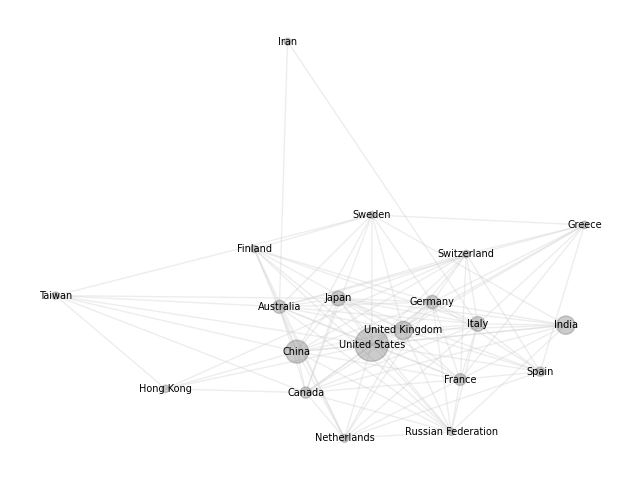 Iran
Sweden
Greece
Finland
Switzerland
Taiwan
Japan
Germany
Australia
Italy
India
United Kingdom
United States
China
Spain
France
Hong Kong
Canada
Russian Federation
Netherlands